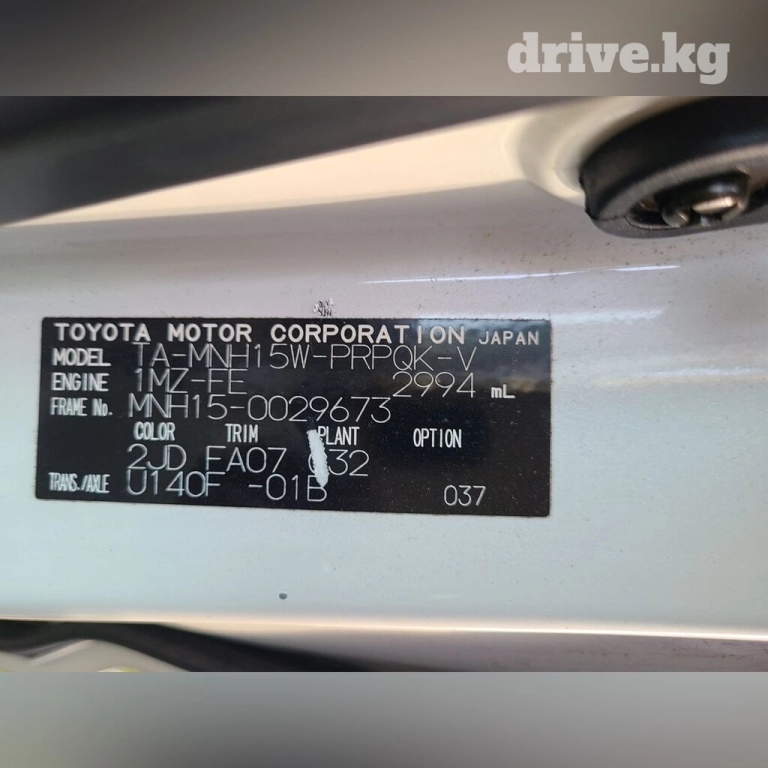 drive.kg
TOYOTA MOTOR CORPORATION JAPAN
MODEL TA-MNH15W-PRPQK-V
ENGINE 1MZ-FE 2994 mL
FRAME No. MNH15-0029673
COLOR TRIM PLANT OPTION
2JD FA07 32
TRANS./AXLE U140F -01B 037